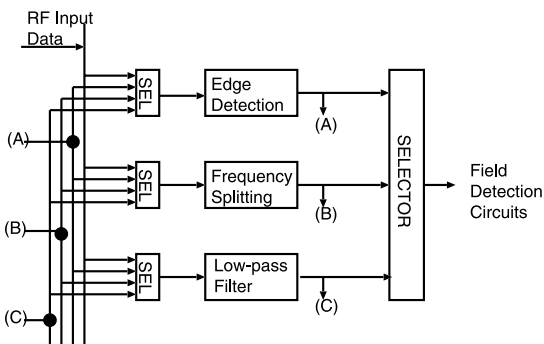 RF Input
Data
SEL
Edge
Detection
(A)
(A)
SEL
Frequency
Splitting
(B)
(B)
SEL
Low-pass
Filter
(C)
(C)
SELECTOR
Field
Detection
Circuits